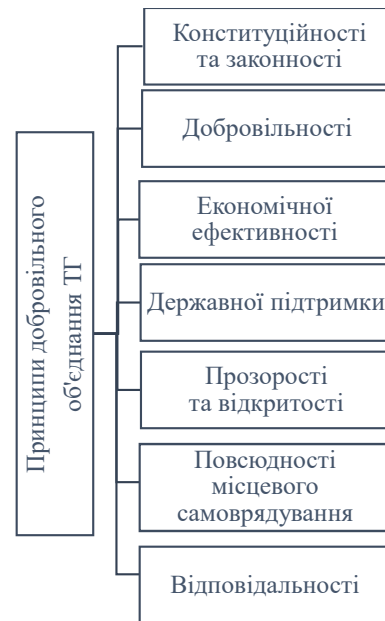 Принципи добровільного
об'єднання ТГ
Конституційності
та законності
Добровільності
Економічної
ефективності
Державної підтримки
Прозорості
та відкритості
Повсюдності
місцевого
самоврядування
Відповідальності